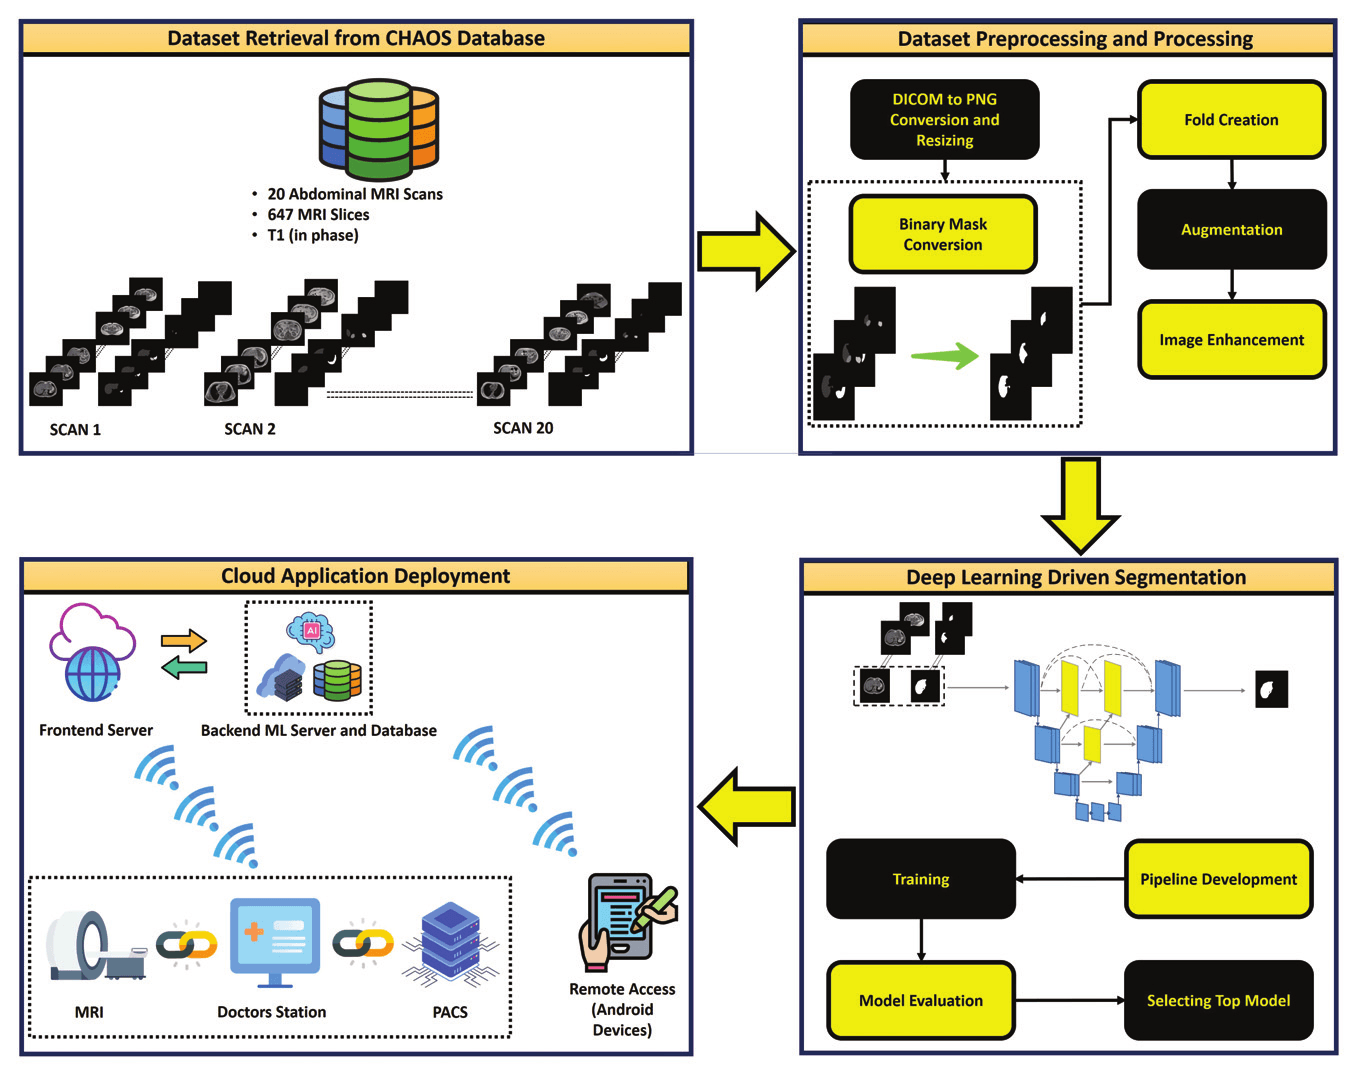 Dataset Retrieval from CHAOS Database
• 20 Abdominal MRI Scans
• 647 MRI Slices
• T1 (in phase)
SCAN 1
SCAN 2
SCAN 20
Dataset Preprocessing and Processing
DICOM to PNG
Conversion and
Resizing
Binary Mask
Conversion
Fold Creation
Augmentation
Image Enhancement
Cloud Application Deployment
AI
Frontend Server
Backend ML Server and Database
MRI
Doctors Station
PACS
Remote Access
(Android
Devices)
Deep Learning Driven Segmentation
Training
Pipeline Development
Model Evaluation
Selecting Top Model